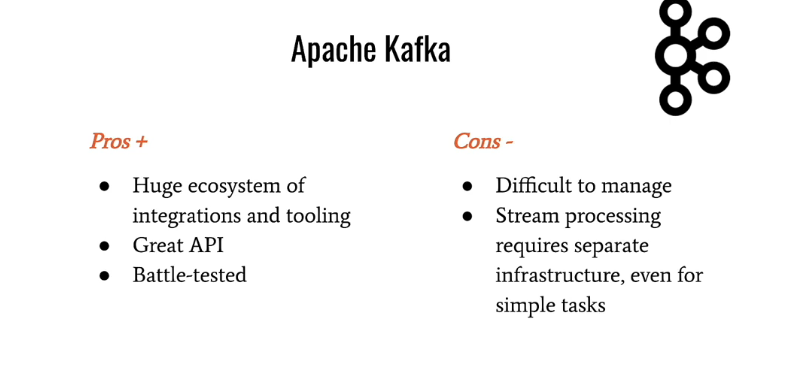 Apache Kafka
Pros +
● Huge ecosystem of
integrations and tooling
● Great API
● Battle-tested
Cons -
● Difficult to manage
● Stream processing
requires separate
infrastructure, even for
simple tasks